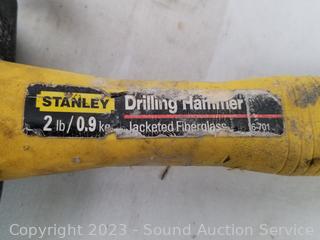 STANLEY
Drilling Hammer
2 lb / 0.9 kg
Jacketed Fiberglass
Copyright 2023 - Sound Auction Service